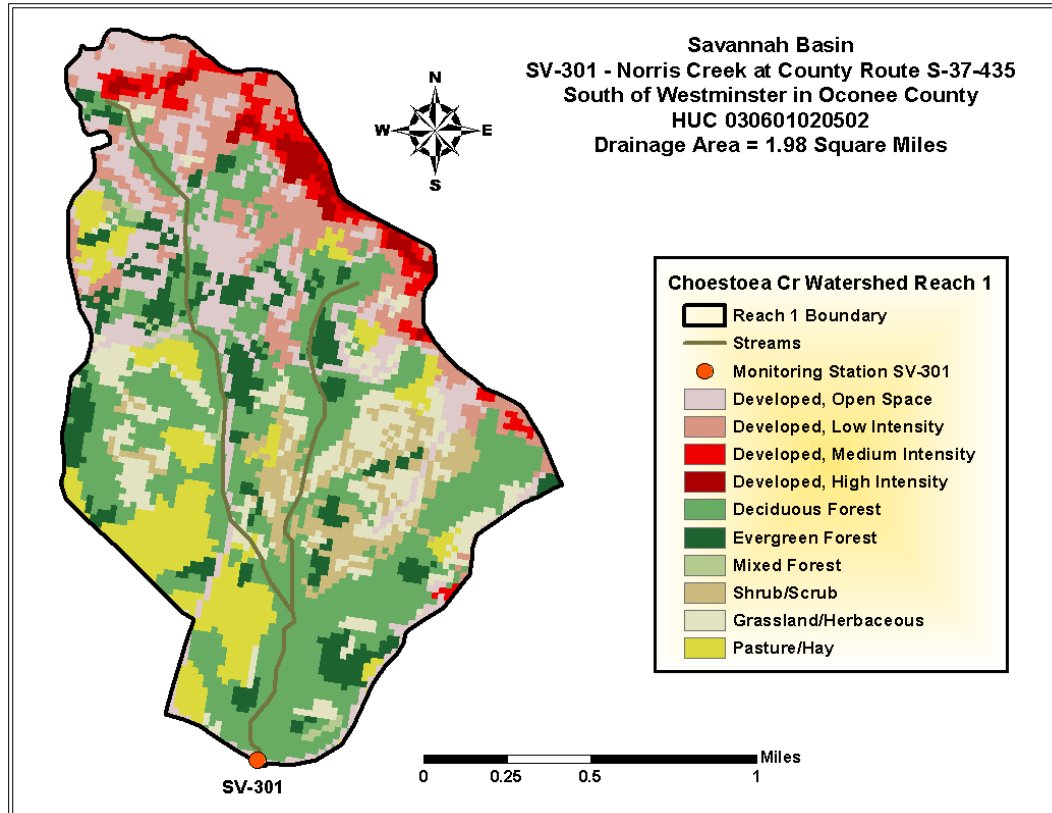 Savannah Basin
SV-301 - Norris Creek at County Route S-37-435
South of Westminster in Oconee County
HUC 030601020502
Drainage Area = 1.98 Square Miles
N
W
E
S
Choestoea Cr Watershed Reach 1
Reach 1 Boundary
Streams
Monitoring Station SV-301
Developed, Open Space
Developed, Low Intensity
Developed, Medium Intensity
Developed, High Intensity
Deciduous Forest
Evergreen Forest
Mixed Forest
Shrub/Scrub
Grassland/Herbaceous
Pasture/Hay
SV-301
Miles
0 0.25 0.5 1